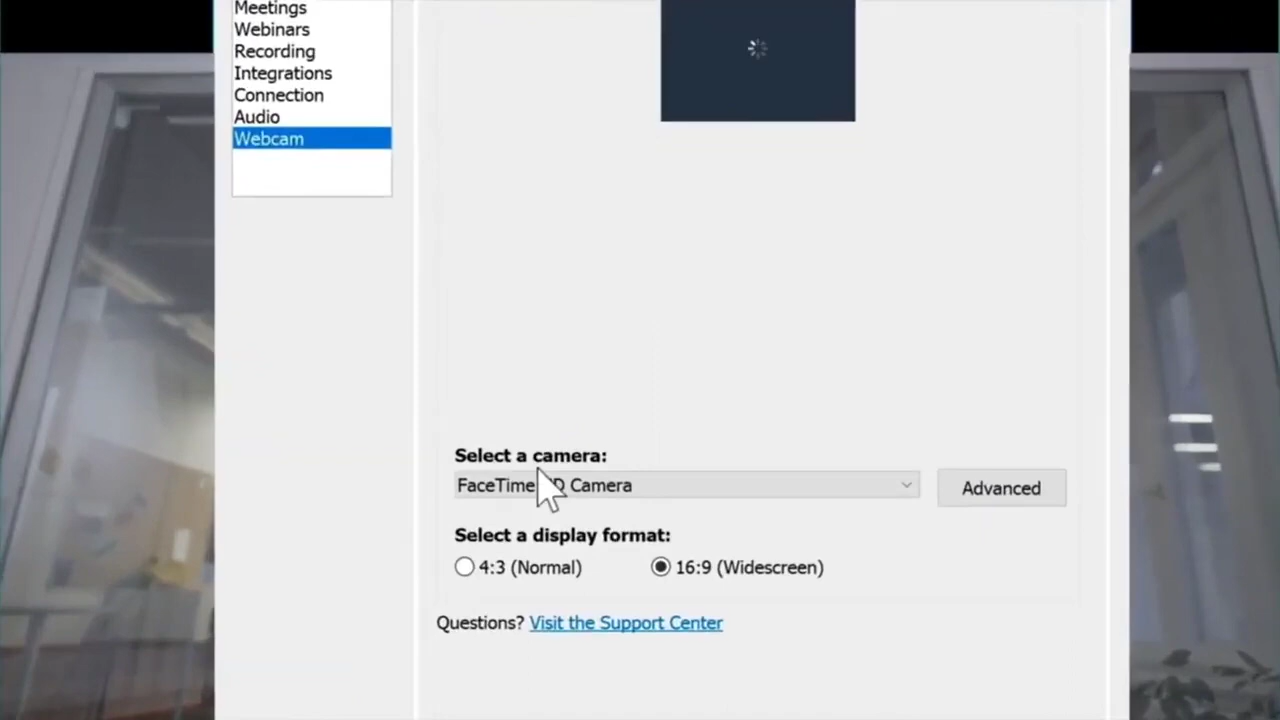 Meetings
Webinars
Recording
Integrations
Connection
Audio
Webcam
Select a camera:
FaceTime HD Camera
Advanced
Select a display format:
4:3 (Normal)
16:9 (Widescreen)
Questions? Visit the Support Center